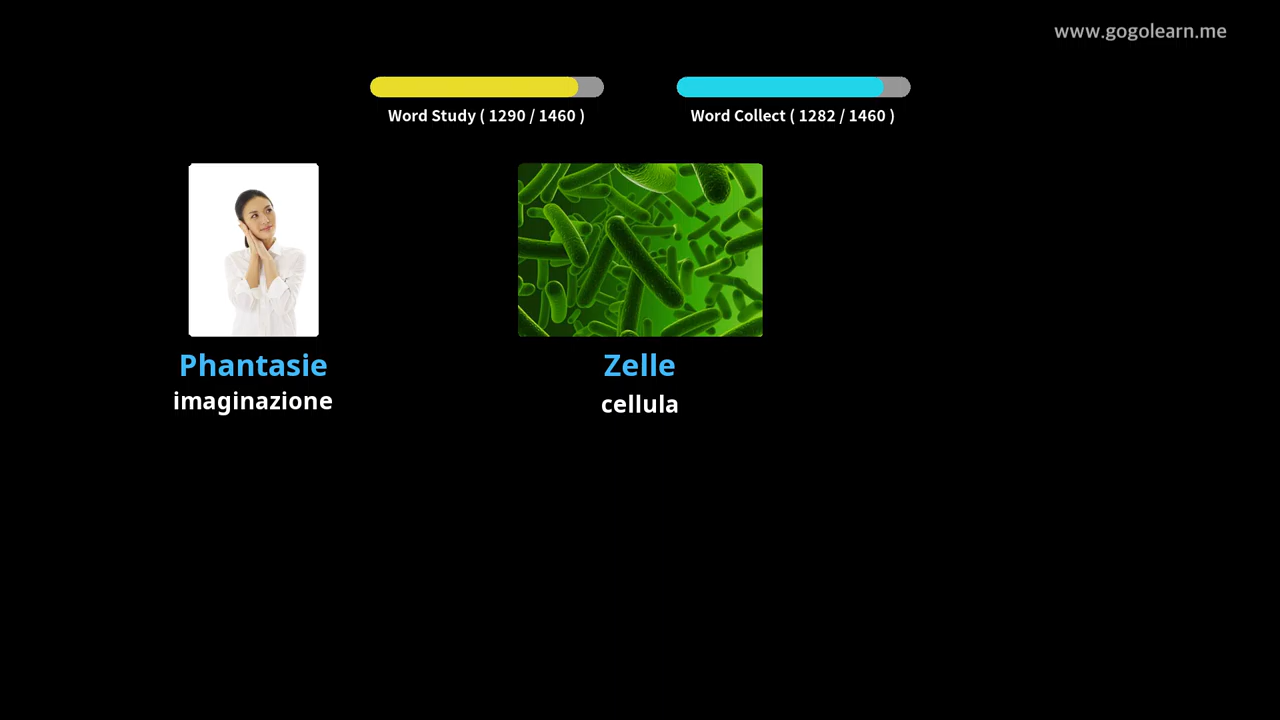 www.gogolearn.me
Word Study ( 1290 / 1460 )
Word Collect ( 1282 / 1460 )
Phantasie
imaginazione
Zelle
cellula